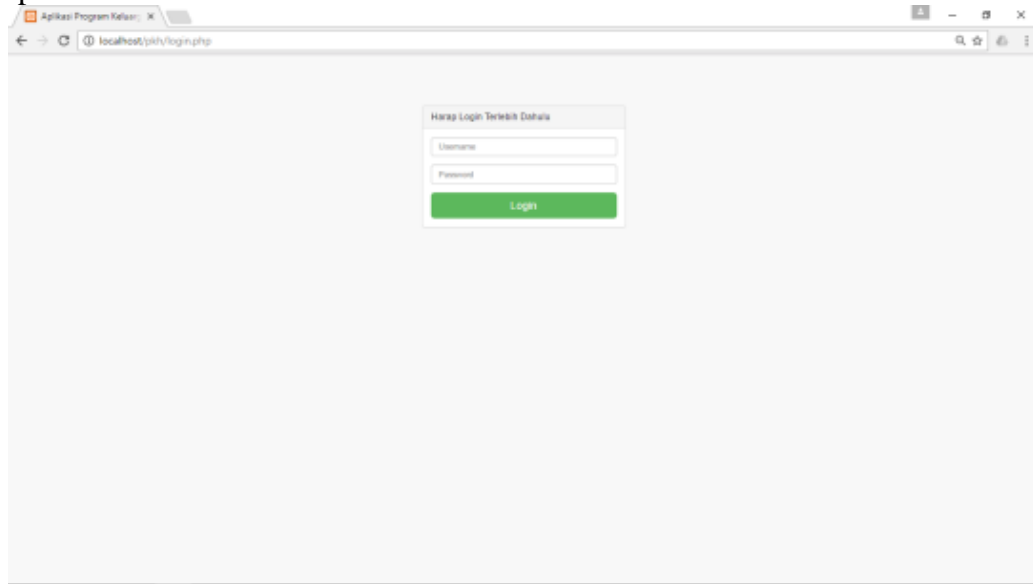 Aplikasi Program Keluarg
localhost/pkh/login.php
Harap Login Terlebih Dahulu
Username
Password
Login